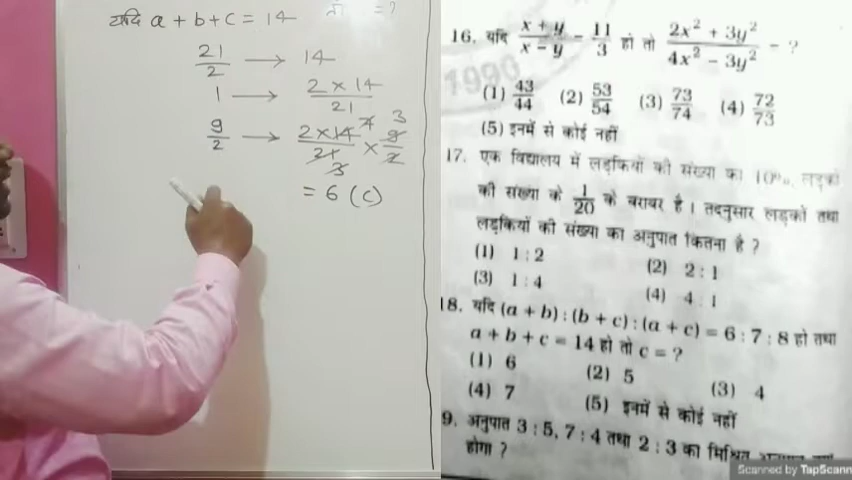 यदि a + b + c = 14 तो = ?
21/2 → 14
1 → 2 × 14 / 21
9/2 → 2 × 14 / 21 × 9/2 7 3 3
= 6 (c)
1990
16. यदि x + y / x - y - 11/3 हो तो 2x² + 3y² / 4x² - 3y² - ?
(1) 43/44 (2) 53/54 (3) 73/74 (4) 72/73
(5) इनमें से कोई नहीं
17. एक विद्यालय में लड़कियों की संख्या का 10%, लड़कों
की संख्या के 1/20 के बराबर है। तदनुसार लड़कों तथा
लड़कियों की संख्या का अनुपात कितना है ?
(1) 1 : 2 (2) 2 : 1
(3) 1 : 4 (4) 4 : 1
18. यदि (a + b) : (b + c) : (a + c) = 6 : 7 : 8 हो तथा
a + b + c = 14 हो तो c = ?
(1) 6 (2) 5 (3) 4
(4) 7 (5) इनमें से कोई नहीं
9. अनुपात 3 : 5, 7 : 4 तथा 2 : 3 का मिश्रित
होगा ?
Scanned by TapScann